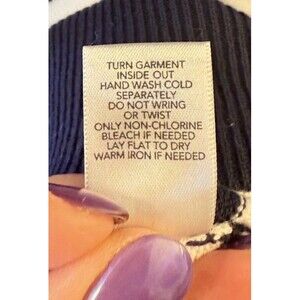 TURN GARMENT
INSIDE OUT
HAND WASH COLD
SEPARATELY
DO NOT WRING
OR TWIST
ONLY NON-CHLORINE
BLEACH IF NEEDED
LAY FLAT TO DRY
WARM IRON IF NEEDED